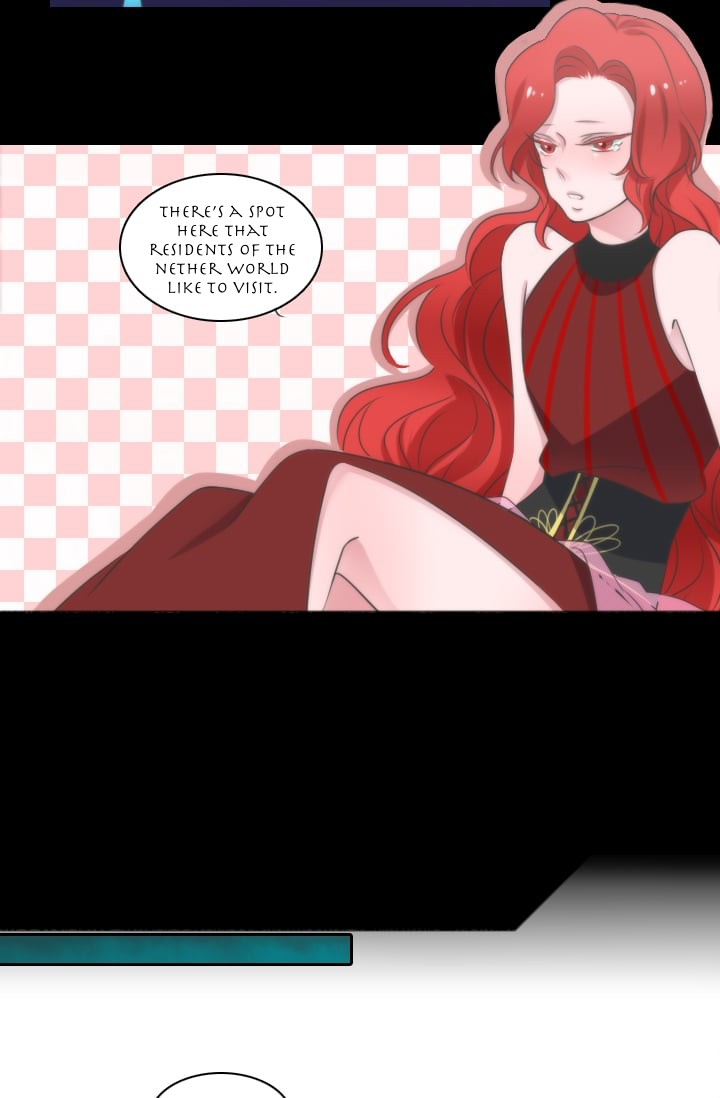 THERE'S A SPOT
HERE THAT
RESIDENTS OF THE
NETHER WORLD
LIKE TO VISIT.